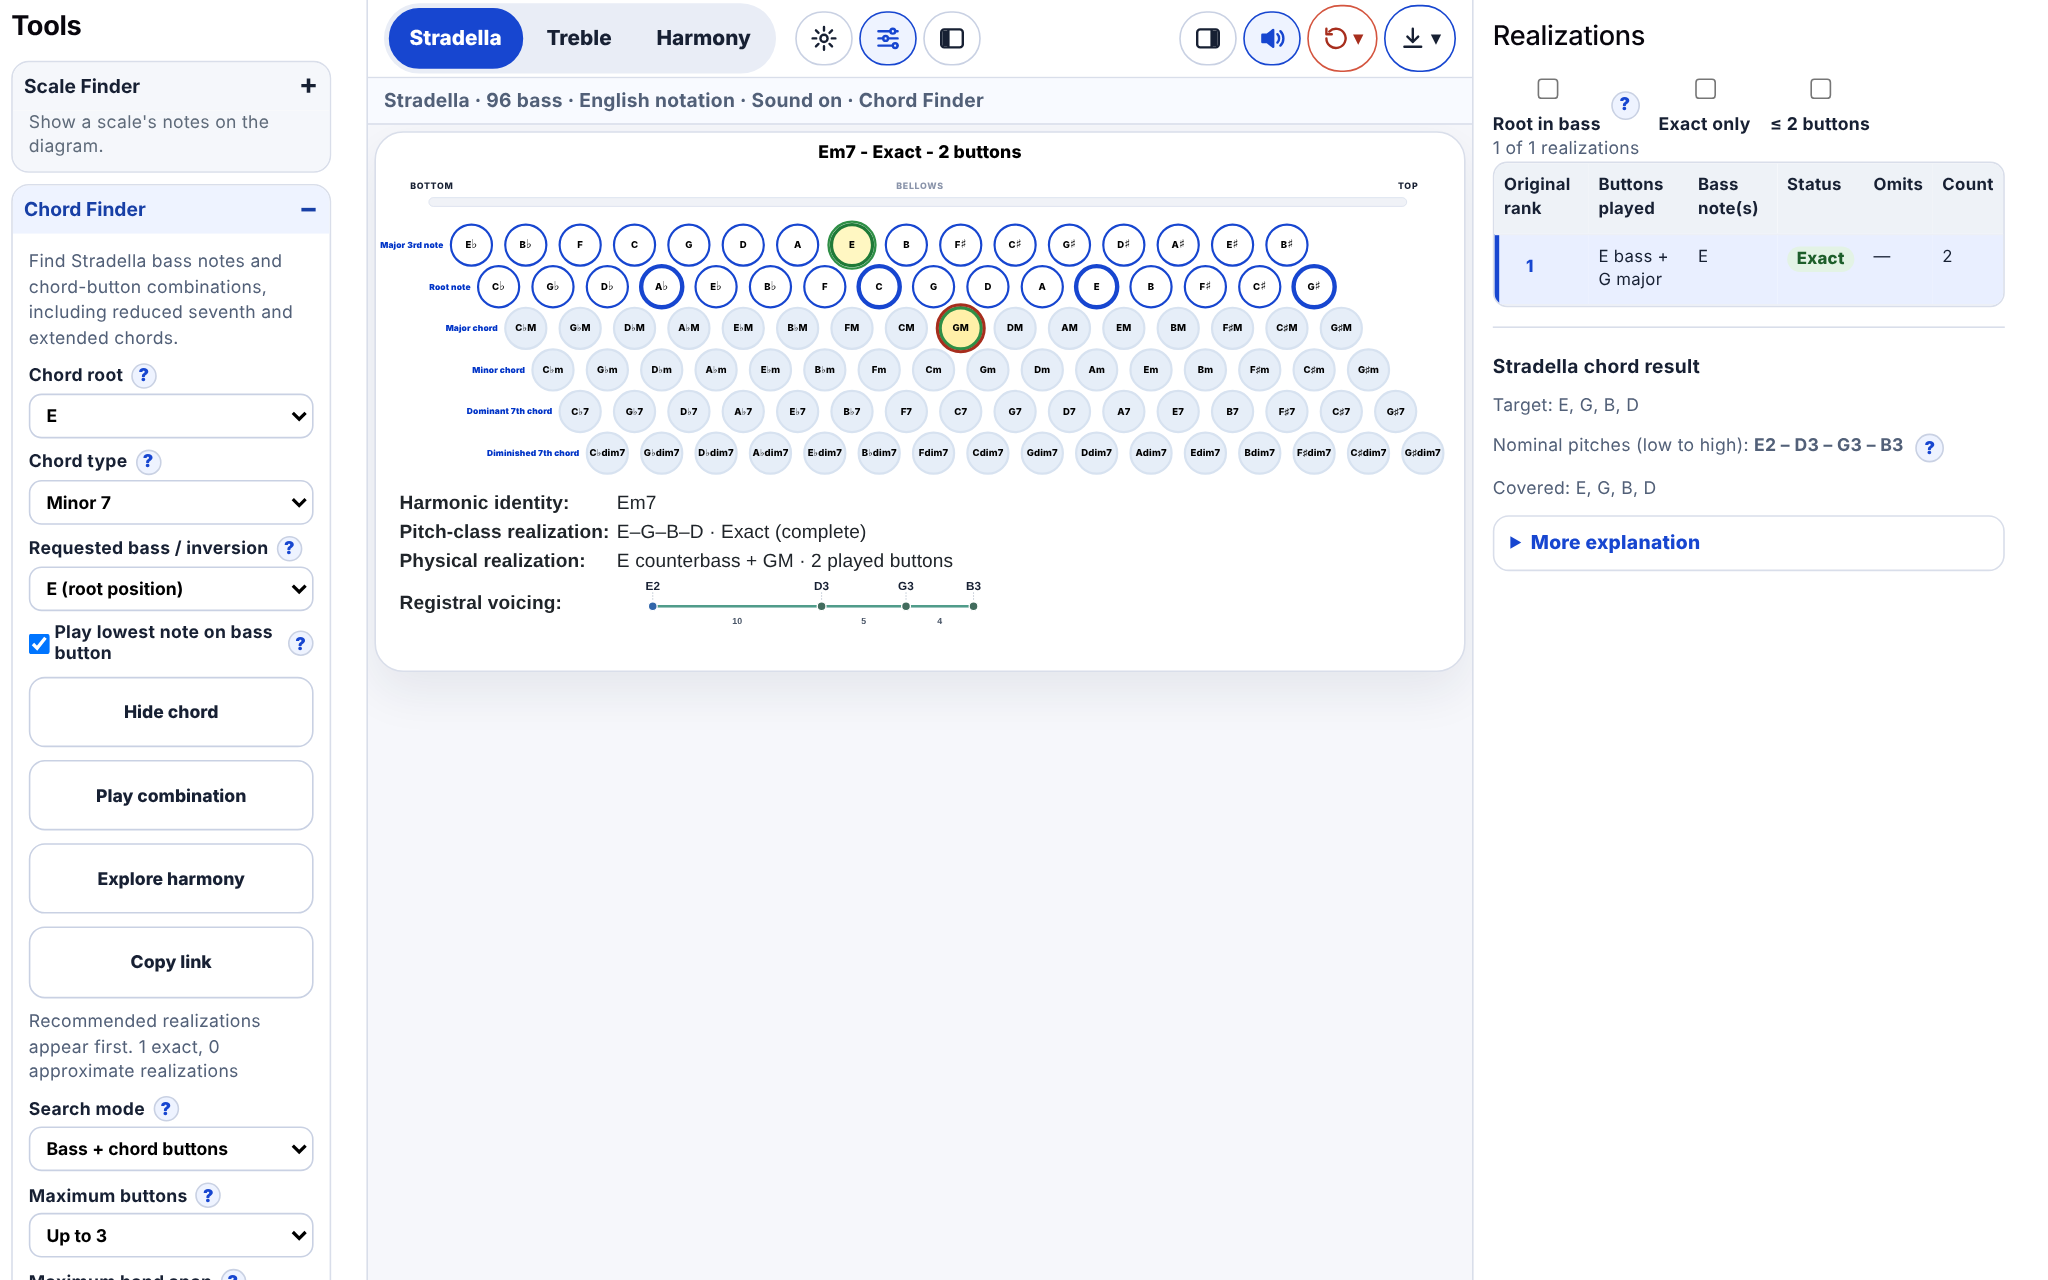 Tools
Scale Finder +
Show a scale's notes on the
diagram.
Chord Finder −
Find Stradella bass notes and
chord-button combinations,
including reduced seventh and
extended chords.
Chord root ?
E
Chord type ?
Minor 7
Requested bass / inversion ?
E (root position)
Play lowest note on bass
button ?
Hide chord
Play combination
Explore harmony
Copy link
Recommended realizations
appear first. 1 exact, 0
approximate realizations
Search mode ?
Bass + chord buttons
Maximum buttons ?
Up to 3
Maximum hand span ?
Stradella Treble Harmony
Stradella · 96 bass · English notation · Sound on · Chord Finder
Em7 - Exact - 2 buttons
BOTTOM BELLOWS TOP
Major 3rd note E♭ B♭ F C G D A E B F♯ C♯ G♯ D♯ A♯ E♯ B♯
Root note C♭ G♭ D♭ A♭ E♭ B♭ F C G D A E B F♯ C♯ G♯
Major chord C♭M G♭M D♭M A♭M E♭M B♭M FM CM GM DM AM EM BM F♯M C♯M G♯M
Minor chord C♭m G♭m D♭m A♭m E♭m B♭m Fm Cm Gm Dm Am Em Bm F♯m C♯m G♯m
Dominant 7th chord C♭7 G♭7 D♭7 A♭7 E♭7 B♭7 F7 C7 G7 D7 A7 E7 B7 F♯7 C♯7 G♯7
Diminished 7th chord C♭dim7 G♭dim7 D♭dim7 A♭dim7 E♭dim7 B♭dim7 Fdim7 Cdim7 Gdim7 Ddim7 Adim7 Edim7 Bdim7 F♯dim7 C♯dim7 G♯dim7
Harmonic identity: Em7
Pitch-class realization: E–G–B–D · Exact (complete)
Physical realization: E counterbass + GM · 2 played buttons
E2 D3 G3 B3
Registral voicing:
10 5 4
Realizations
Root in bass ? Exact only ≤ 2 buttons
1 of 1 realizations
Original rank Buttons played Bass note(s) Status Omits Count
1 E bass + G major E Exact — 2
Stradella chord result
Target: E, G, B, D
Nominal pitches (low to high): E2 – D3 – G3 – B3 ?
Covered: E, G, B, D
▶ More explanation